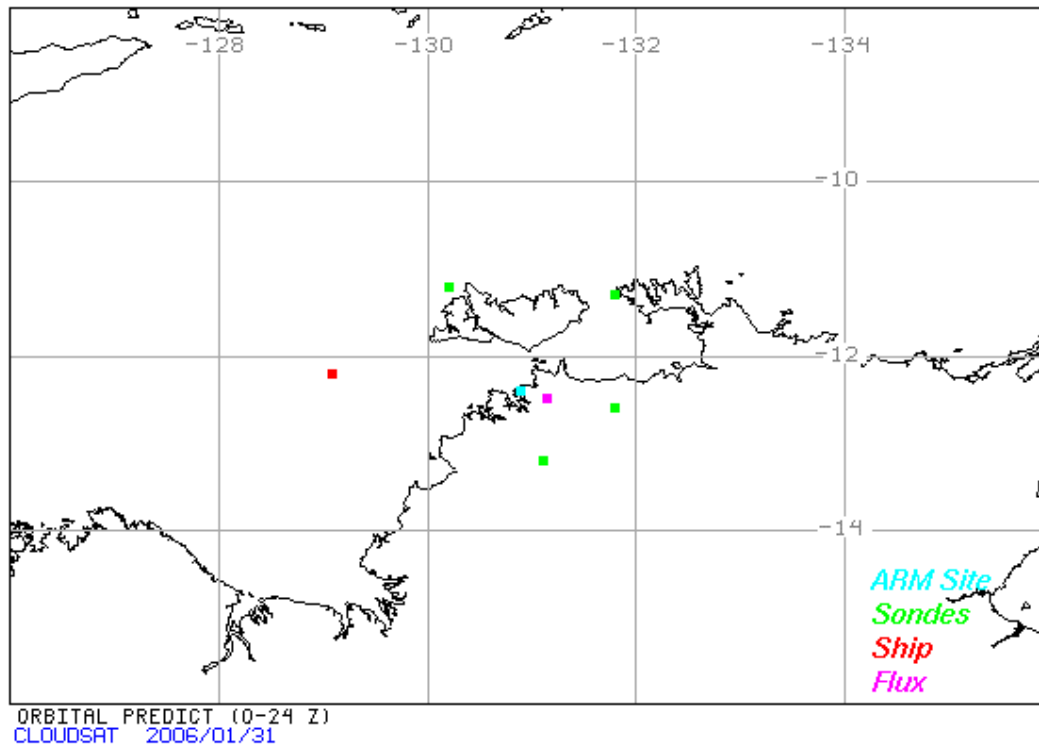 -128 -130 -132 -134
-10
-12
-14
ARM Site
Sondes
Ship
Flux
ORBITAL PREDICT (0-24 Z)
CLOUDSAT 2006/01/31